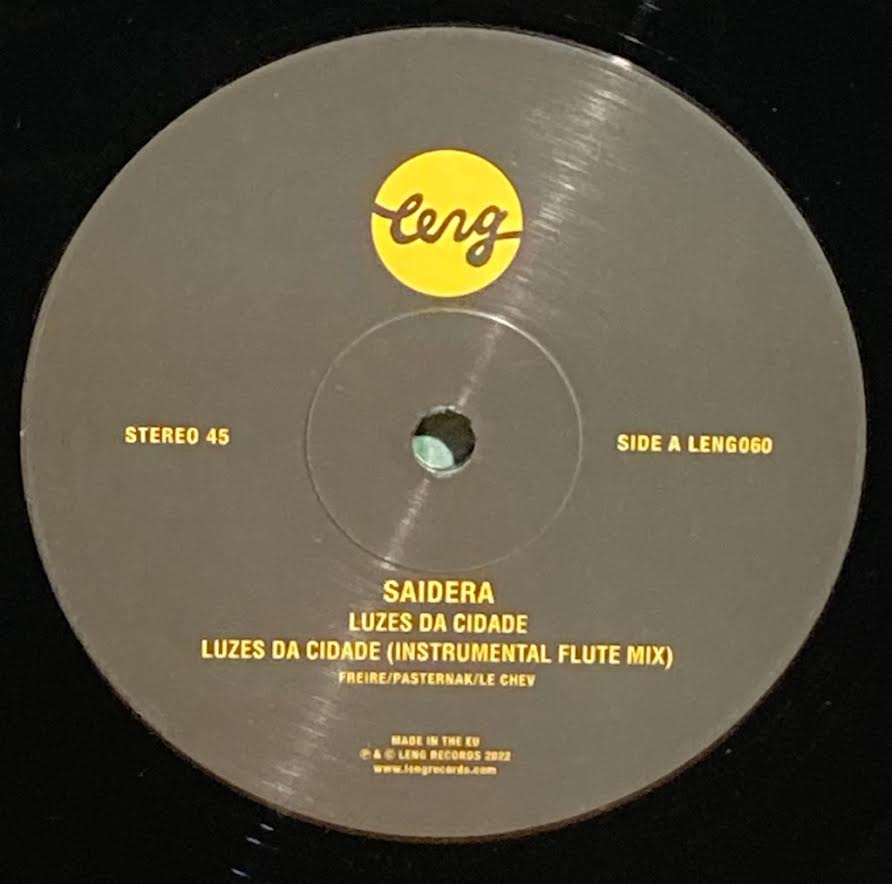 leng
STEREO 45
SIDE A LENG060
SAIDERA
LUZES DA CIDADE
LUZES DA CIDADE (INSTRUMENTAL FLUTE MIX)
FREIRE/PASTERNAK/LE CHEV
MADE IN THE EU
℗ & © LENG RECORDS 2022
www.lengrecords.com